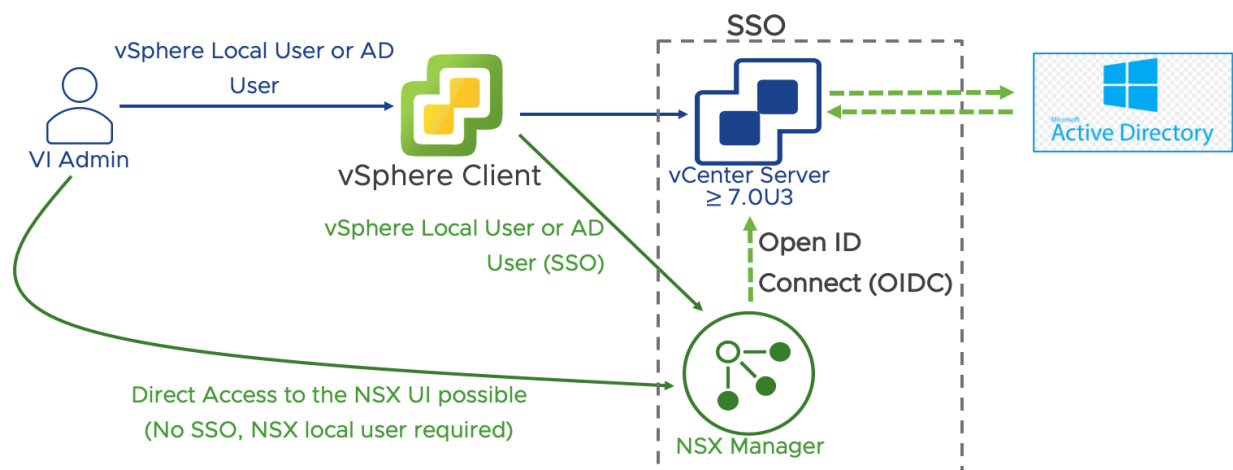 SSO
vSphere Local User or AD
User
Microsoft
Active Directory
VI Admin
vSphere Client
vCenter Server
≥ 7.0U3
vSphere Local User or AD
User (SSO)
Open ID
Connect (OIDC)
Direct Access to the NSX UI possible
(No SSO, NSX local user required)
NSX Manager